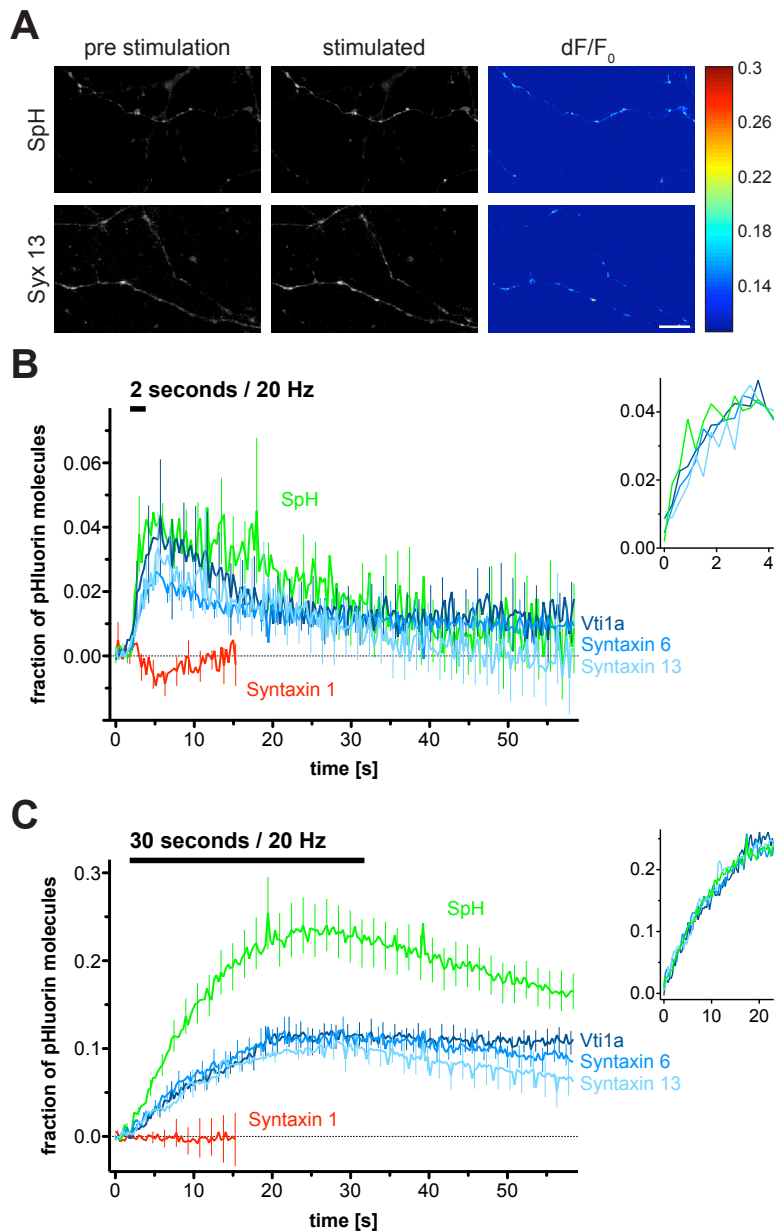 A
pre stimulation
stimulated
dF/F0
SpH
Syx 13
0.3
0.26
0.22
0.18
0.14
B
2 seconds / 20 Hz
fraction of pHluorin molecules
0.06
0.04
0.02
0.00
SpH
Vti1a
Syntaxin 6
Syntaxin 13
Syntaxin 1
0 10 20 30 40 50
time [s]
0.04
0.02
0.00
0 2 4
C
30 seconds / 20 Hz
fraction of pHluorin molecules
0.3
0.2
0.1
0.0
SpH
Vti1a
Syntaxin 6
Syntaxin 13
Syntaxin 1
0 10 20 30 40 50
time [s]
0.2
0.1
0.0
0 10 20